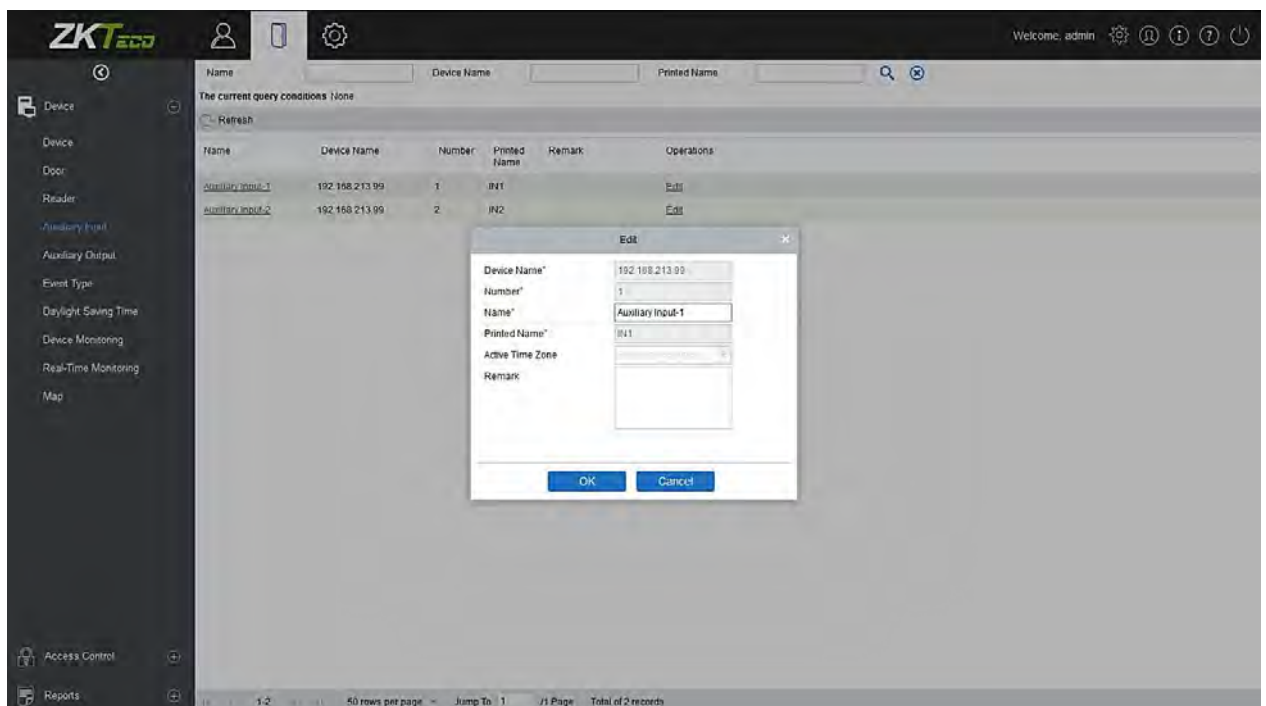 ZKTeco
Welcome, admin
Name Device Name Printed Name
The current query conditions None
Refresh
Device
Device
Door
Reader
Auxiliary Input
Auxiliary Output
Event Type
Daylight Saving Time
Device Monitoring
Real-Time Monitoring
Map
Access Control
Reports
Name Device Name Number Printed Name Remark Operations
Auxiliary Input-1 192.168.213.99 1 IN1 Edit
Auxiliary Input-2 192.168.213.99 2 IN2 Edit
Edit
Device Name* 192.168.213.99
Number* 1
Name* Auxiliary Input-1
Printed Name* IN1
Active Time Zone
Remark
OK Cancel
1-2 50 rows per page Jump To 1 /1 Page Total of 2 records